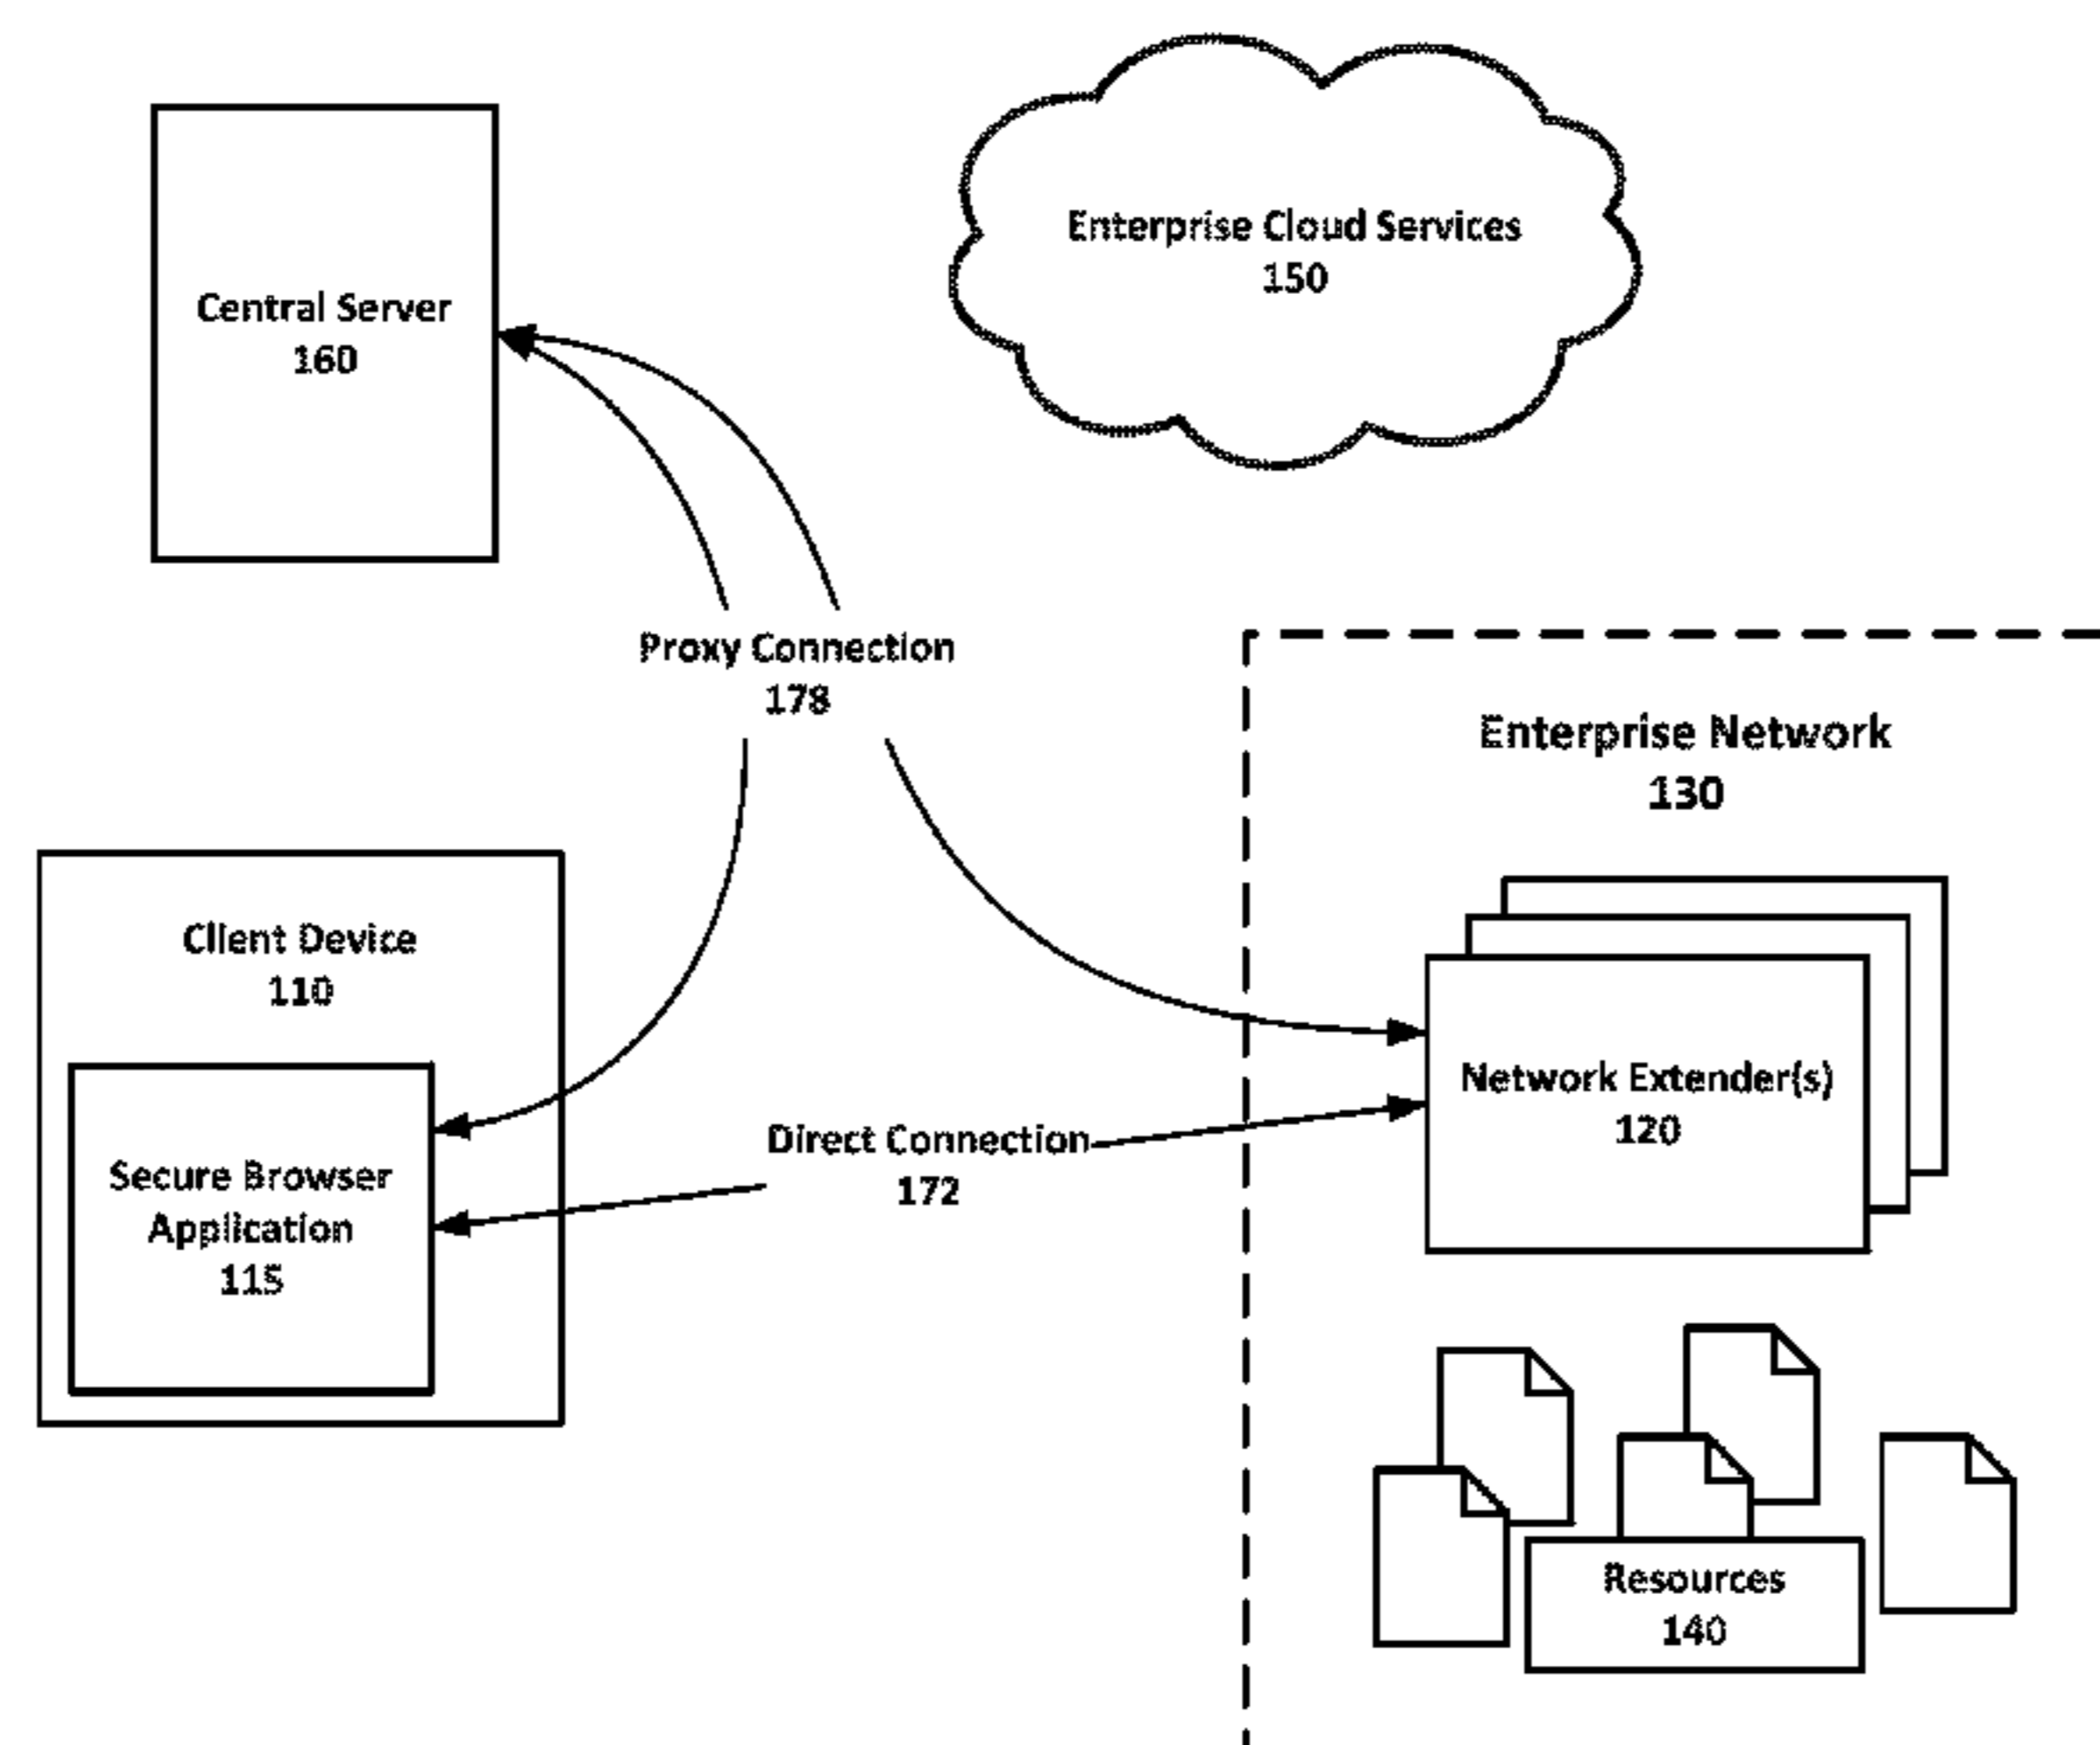 Enterprise Cloud Services
150
Central Server
160
Proxy Connection
178
Enterprise Network
130
Client Device
110
Network Extender(s)
120
Direct Connection
172
Secure Browser
Application
115
Resources
140